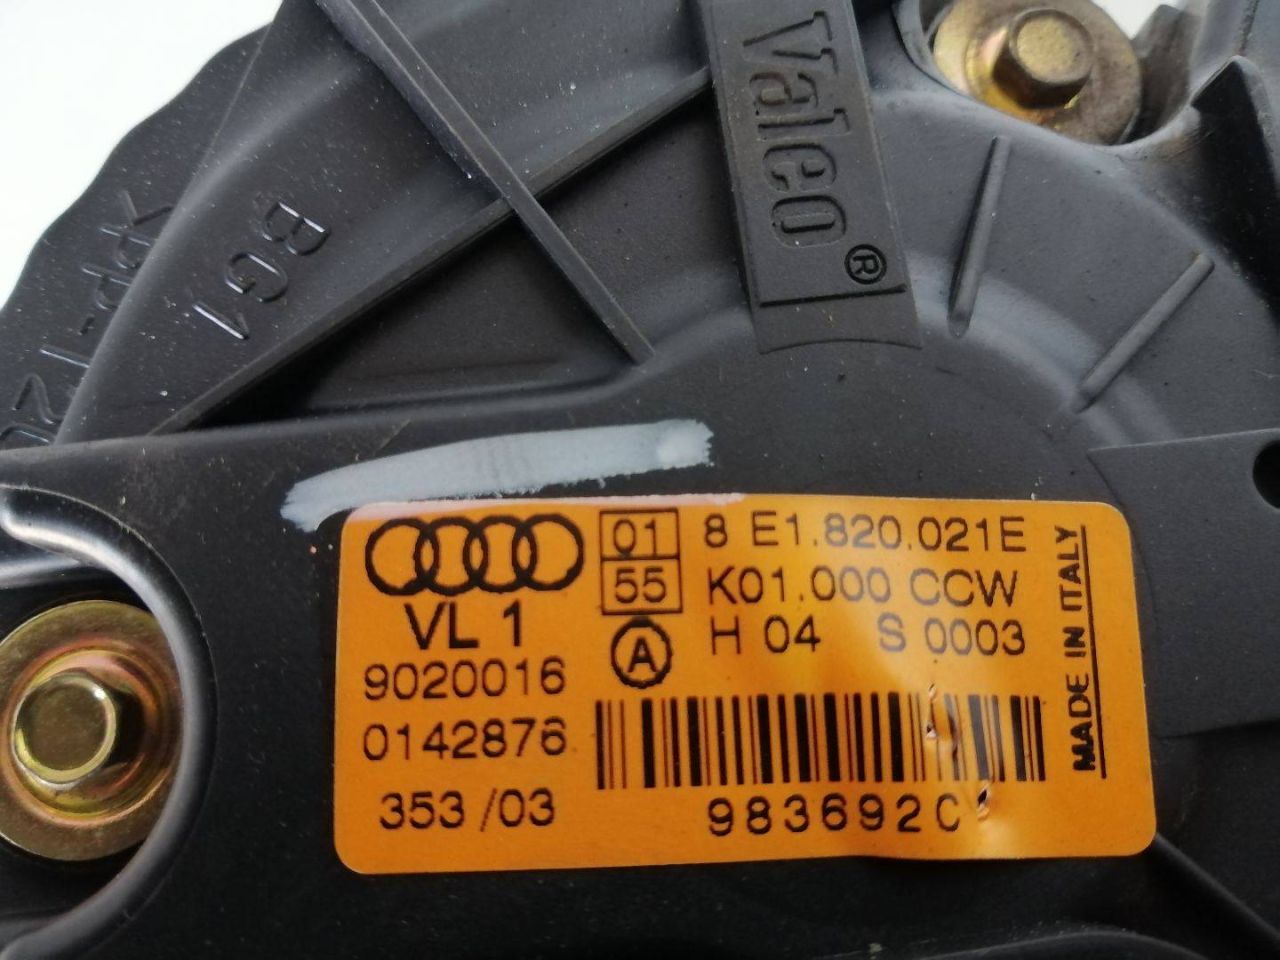 Valeo®
BG1
01 8 E1.820.021E
55 K01.000 CCW
VL 1
A H 04 S 0003
9020016
0142876
353 /03
983692C
MADE IN ITALY